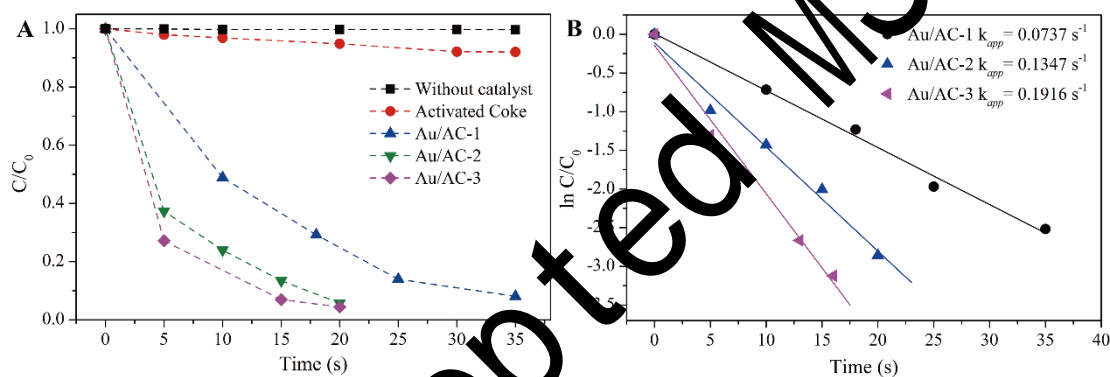 A
1.0
0.8
0.6
0.4
0.2
0.0
C/C0
0 5 10 15 20 25 30 35
Time (s)
Without catalyst
Activated Coke
Au/AC-1
Au/AC-2
Au/AC-3
B
0.0
-0.5
-1.0
-1.5
-2.0
-3.0
ln C/C0
0 5 10 15 20 25 30 35 40
Time (s)
Au/AC-1 kapp= 0.0737 s-1
Au/AC-2 kapp= 0.1347 s-1
Au/AC-3 kapp= 0.1916 s-1